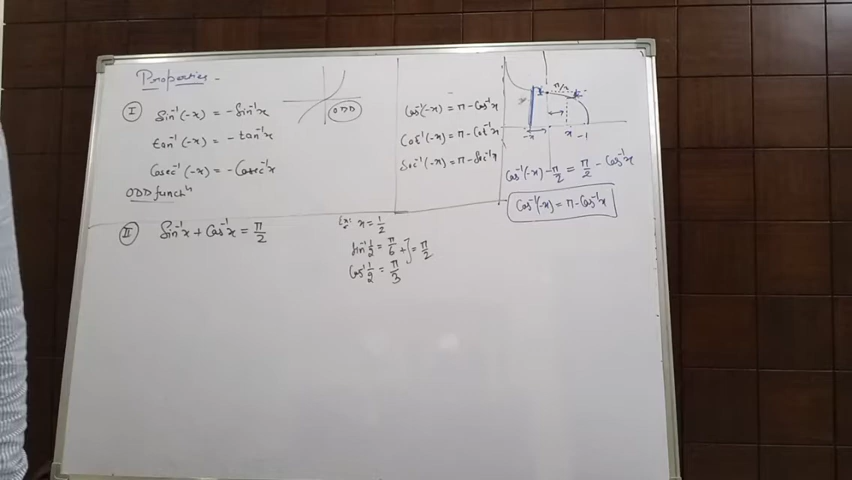 Properties -
I sin⁻¹(-x) = -sin⁻¹x
tan⁻¹(-x) = -tan⁻¹x
Cosec⁻¹(-x) = -Cosec⁻¹x
ODD functⁿ
ODD
Cos⁻¹(-x) = π - Cos⁻¹x
Cot⁻¹(-x) = π - Cot⁻¹x
Sec⁻¹(-x) = π - Sec⁻¹x
π/2
-x x -1
Cos⁻¹(-x) - π/2 = π/2 - Cos⁻¹x
Cos⁻¹(-x) = π - Cos⁻¹x
II Sin⁻¹x + Cos⁻¹x = π/2
Ex: x = 1/2
sin⁻¹ 1/2 = π/6 + } = π/2
Cos⁻¹ 1/2 = π/3